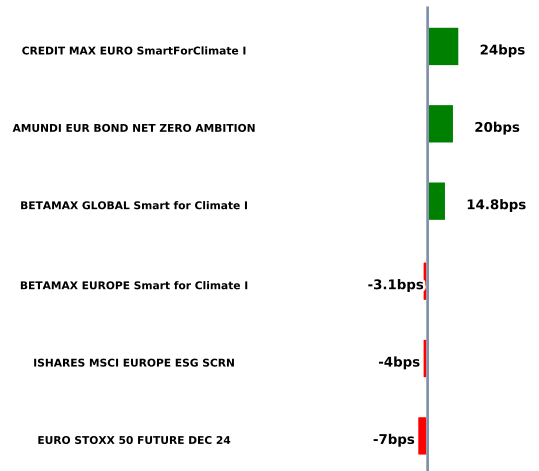 CREDIT MAX EURO SmartForClimate I 24bps
AMUNDI EUR BOND NET ZERO AMBITION 20bps
BETAMAX GLOBAL Smart for Climate I 14.8bps
BETAMAX EUROPE Smart for Climate I -3.1bps
ISHARES MSCI EUROPE ESG SCRN -4bps
EURO STOXX 50 FUTURE DEC 24 -7bps